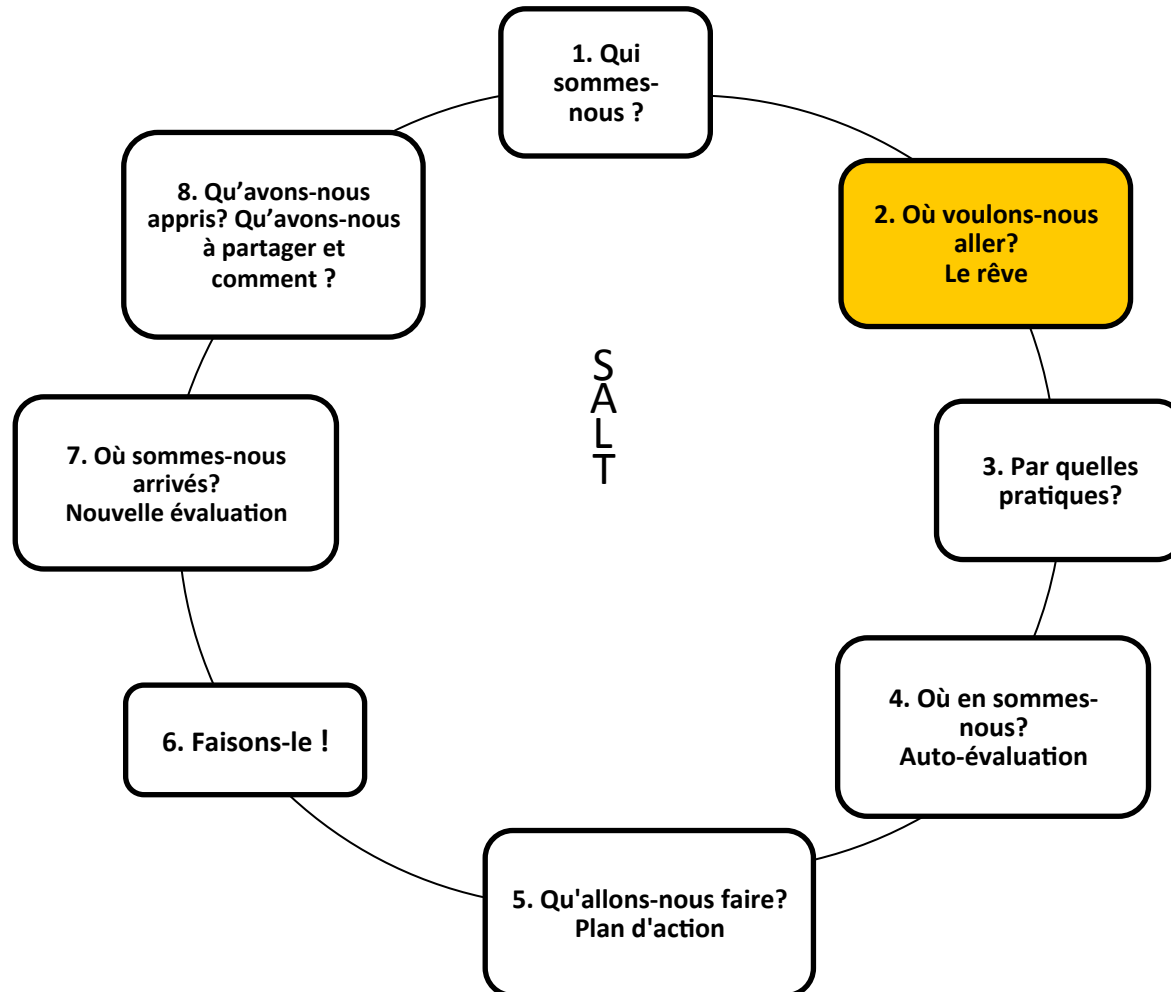 1. Qui
sommes-
nous ?
2. Où voulons-nous
aller?
Le rêve
3. Par quelles
pratiques?
4. Où en sommes-
nous?
Auto-évaluation
5. Qu'allons-nous faire?
Plan d'action
6. Faisons-le !
7. Où sommes-nous
arrivés?
Nouvelle évaluation
8. Qu’avons-nous
appris? Qu’avons-nous
à partager et
comment ?
S
A
L
T